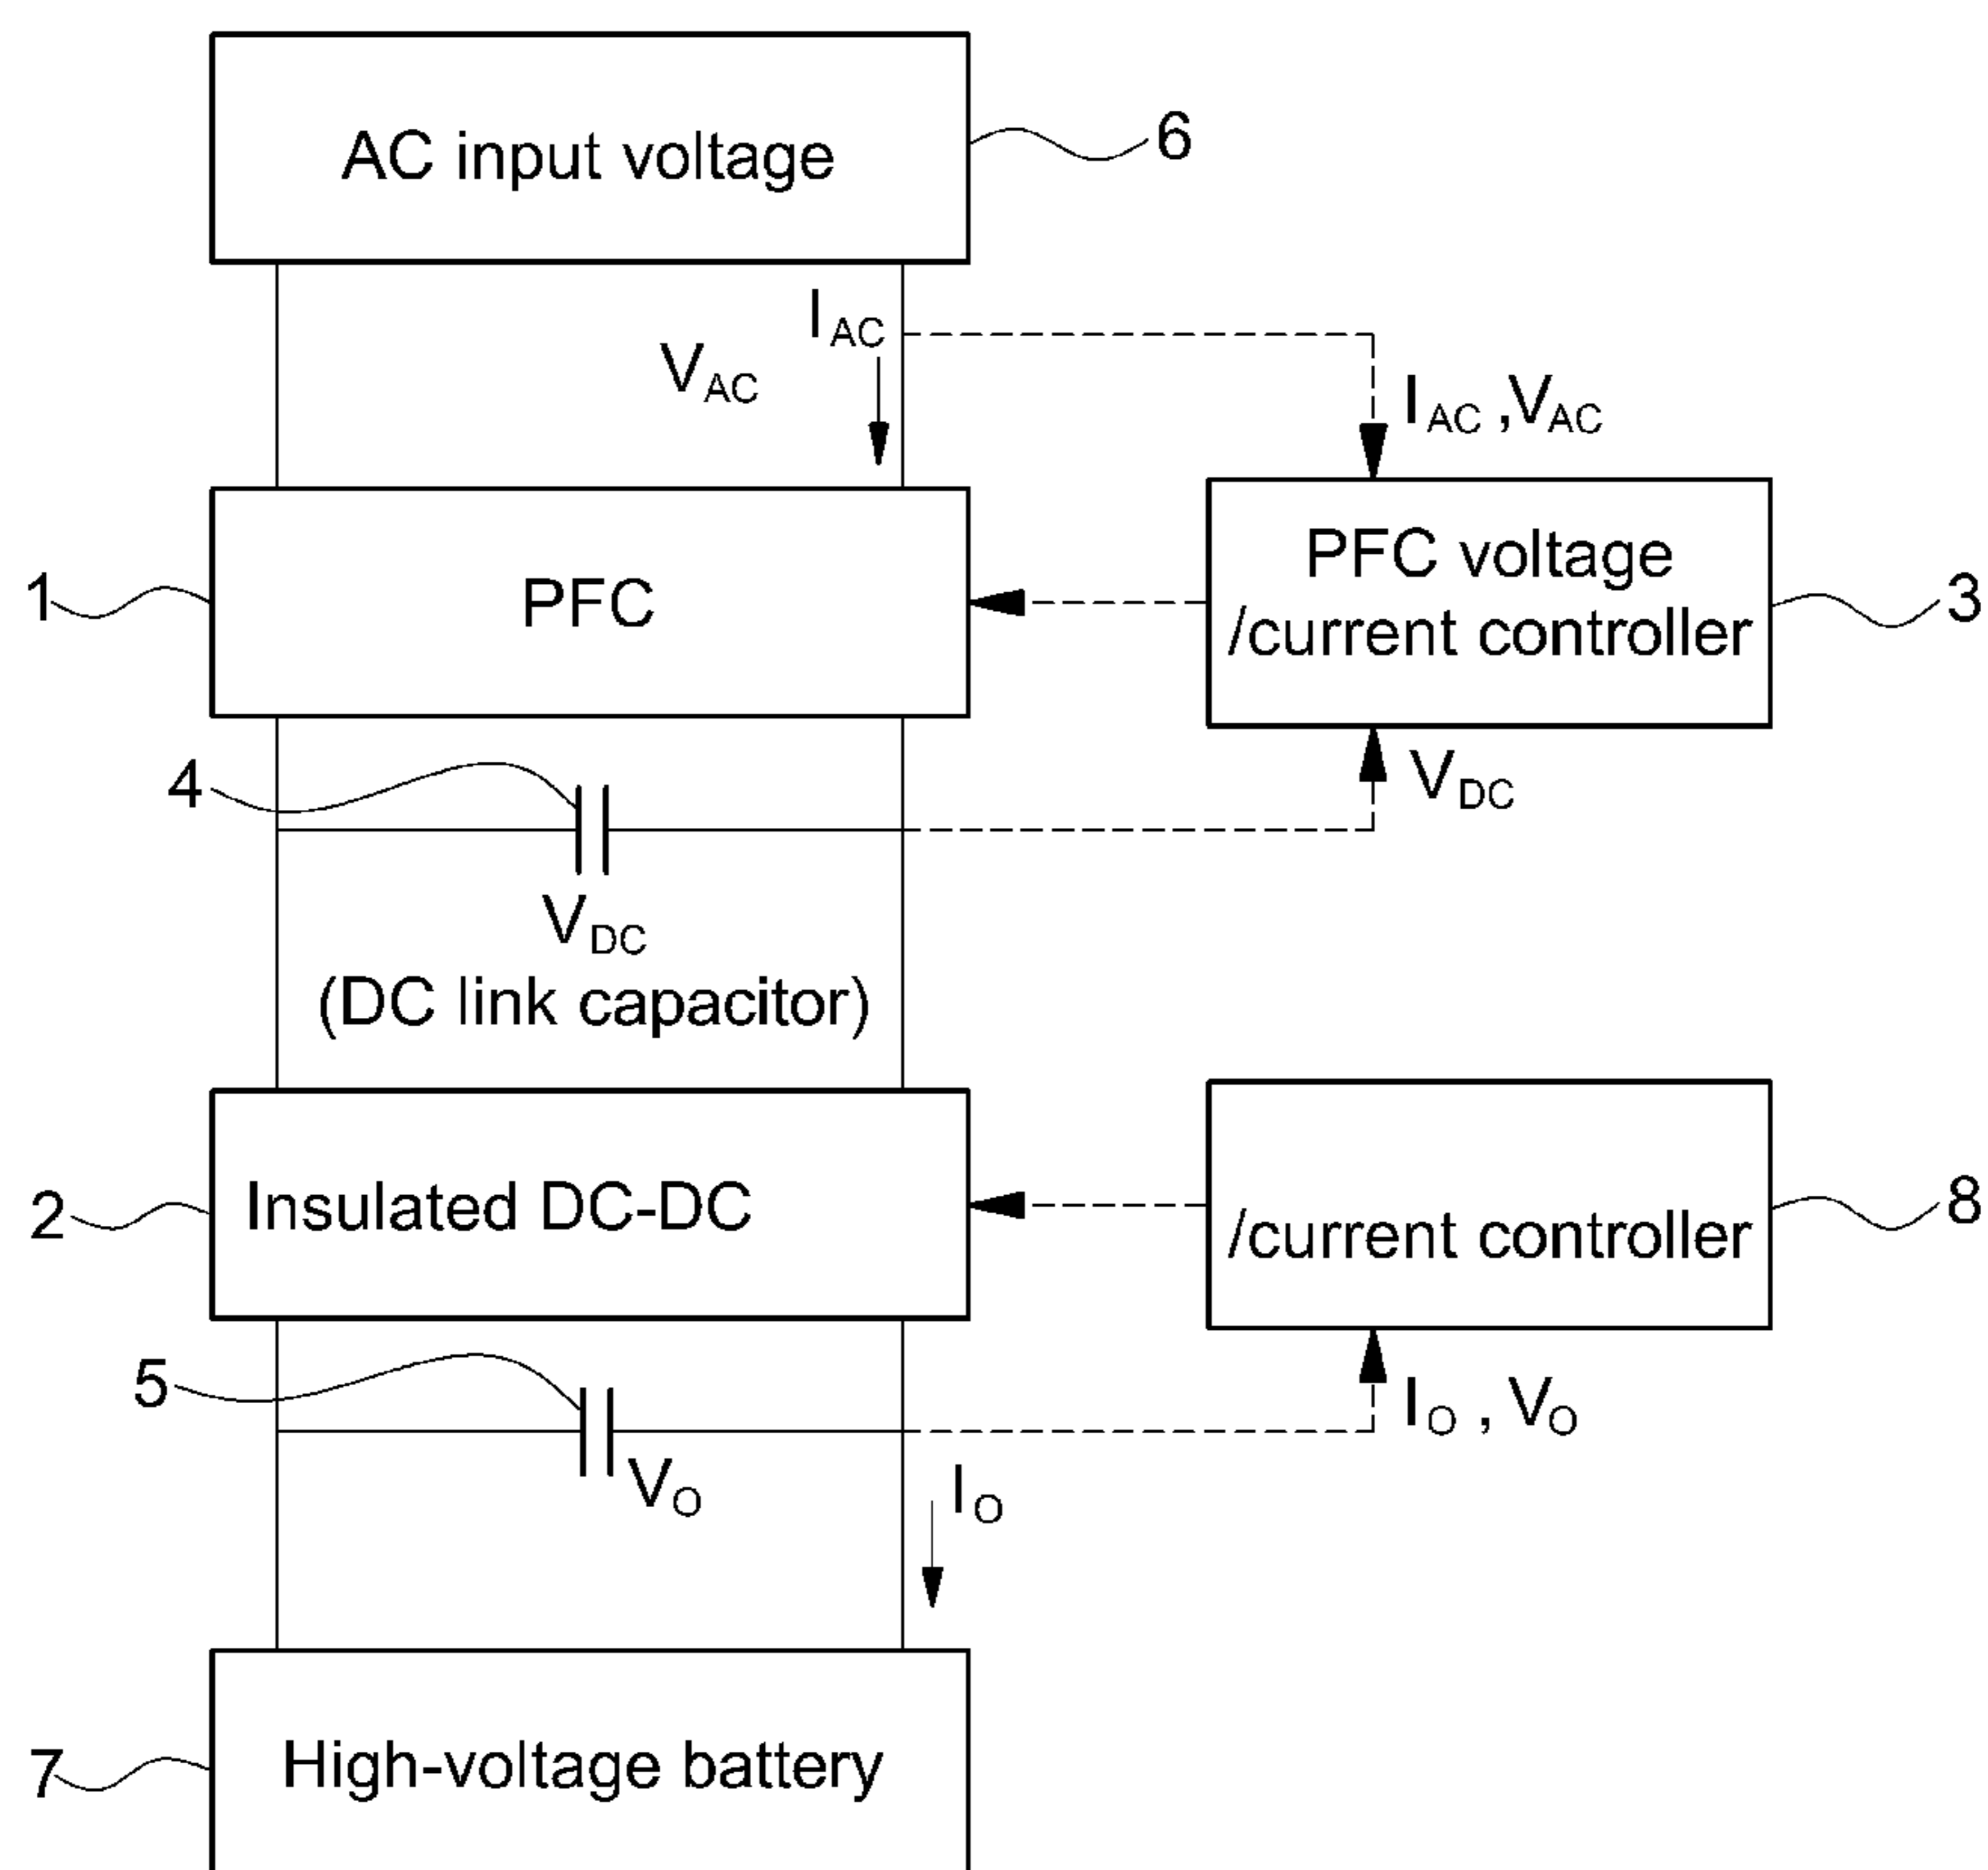 AC input voltage
6
I_AC
V_AC
I_AC ,V_AC
1
PFC
PFC voltage
/current controller
3
4
V_DC
V_DC
(DC link capacitor)
2
Insulated DC-DC
/current controller
8
5
V_O
I_O , V_O
I_O
7
High-voltage battery